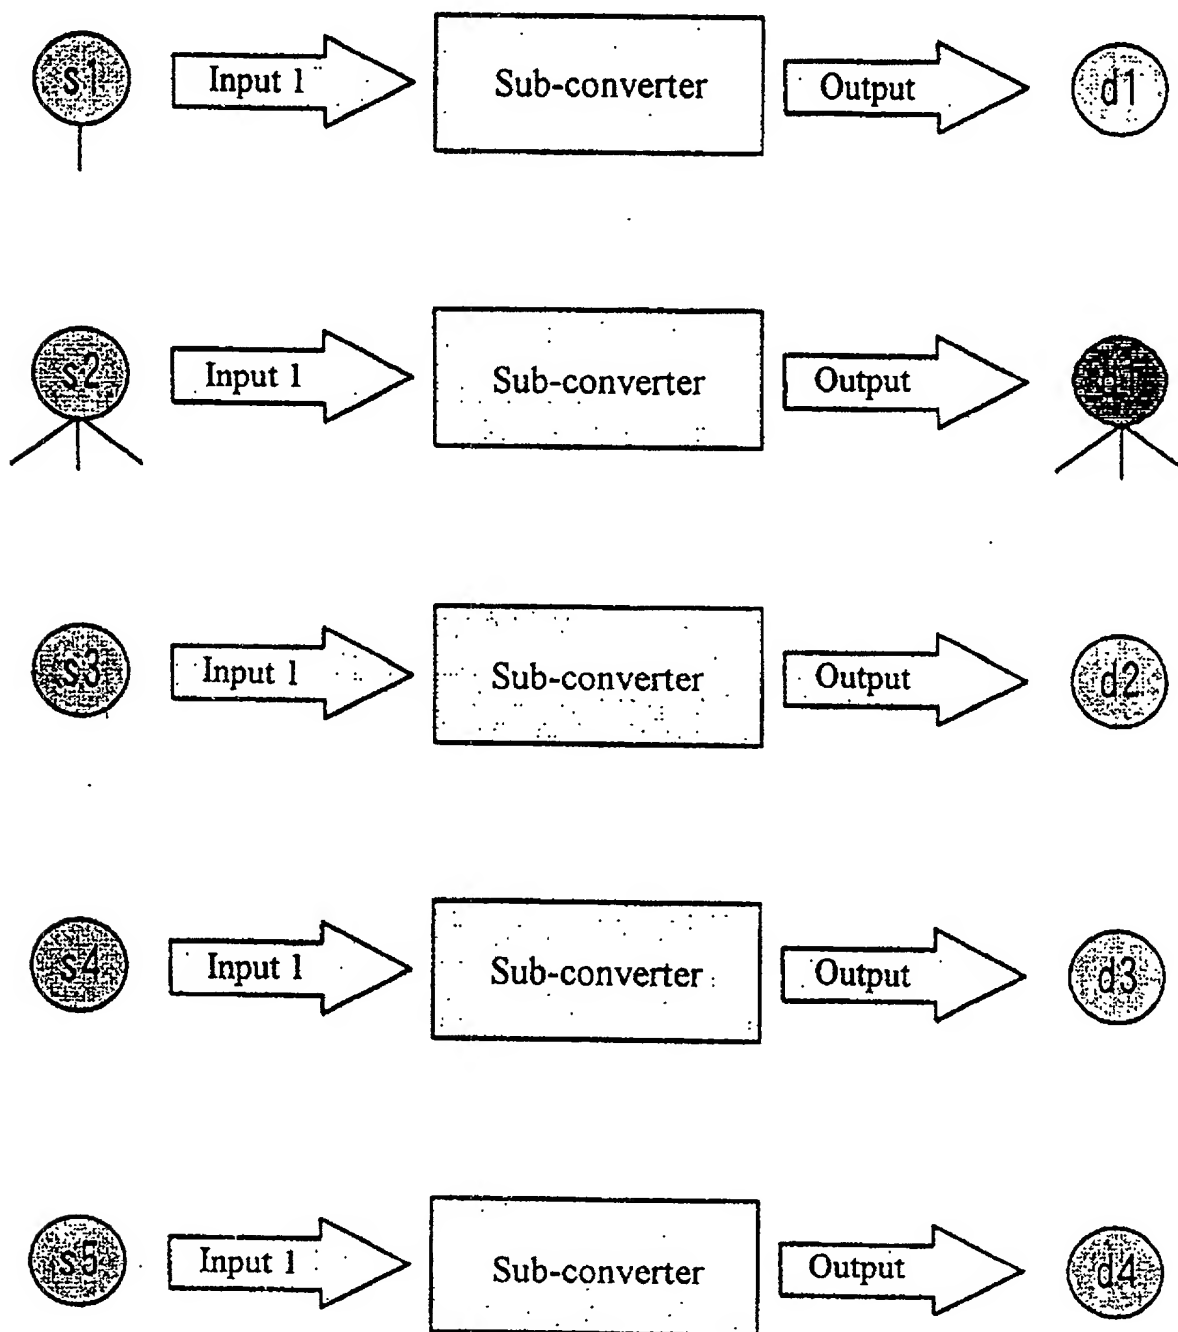 s1 Input 1 Sub-converter Output d1
s2 Input 1 Sub-converter Output
s3 Input 1 Sub-converter Output d2
s4 Input 1 Sub-converter Output d3
s5 Input 1 Sub-converter Output d4